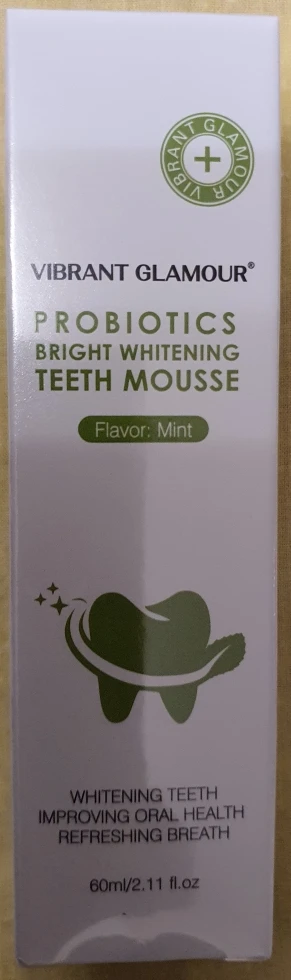 VIBRANT GLAMOUR
VIBRANT GLAMOUR®
PROBIOTICS
BRIGHT WHITENING
TEETH MOUSSE
Flavor: Mint
WHITENING TEETH
IMPROVING ORAL HEALTH
REFRESHING BREATH
60ml/2.11 fl.oz